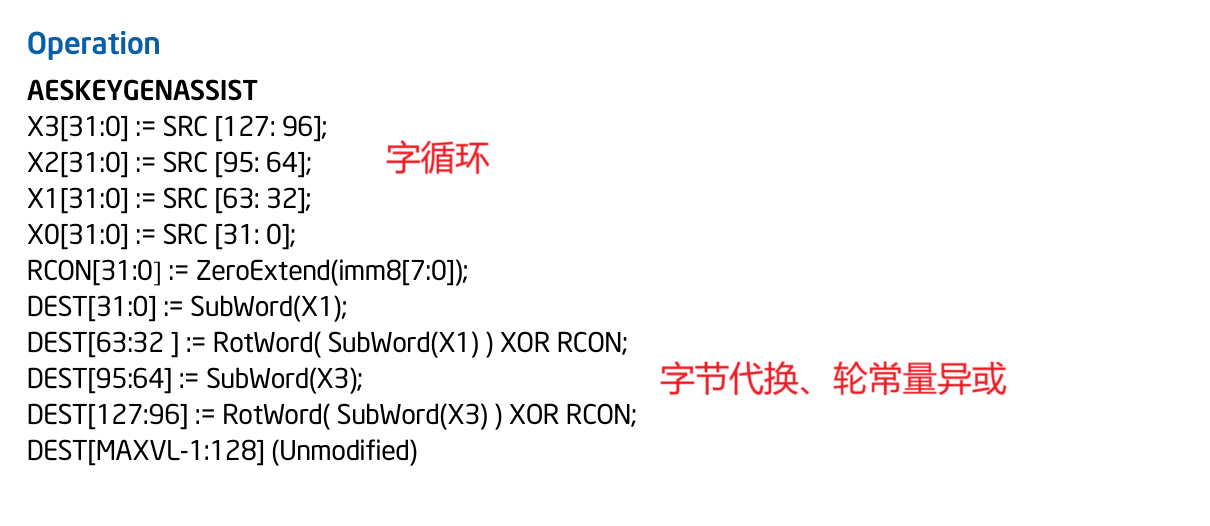 Operation
AESKEYGENASSIST
X3[31:0] := SRC [127: 96];
X2[31:0] := SRC [95: 64];
字循环
X1[31:0] := SRC [63: 32];
X0[31:0] := SRC [31: 0];
RCON[31:0] := ZeroExtend(imm8[7:0]);
DEST[31:0] := SubWord(X1);
DEST[63:32 ] := RotWord( SubWord(X1) ) XOR RCON;
DEST[95:64] := SubWord(X3);
字节代换、轮常量异或
DEST[127:96] := RotWord( SubWord(X3) ) XOR RCON;
DEST[MAXVL-1:128] (Unmodified)